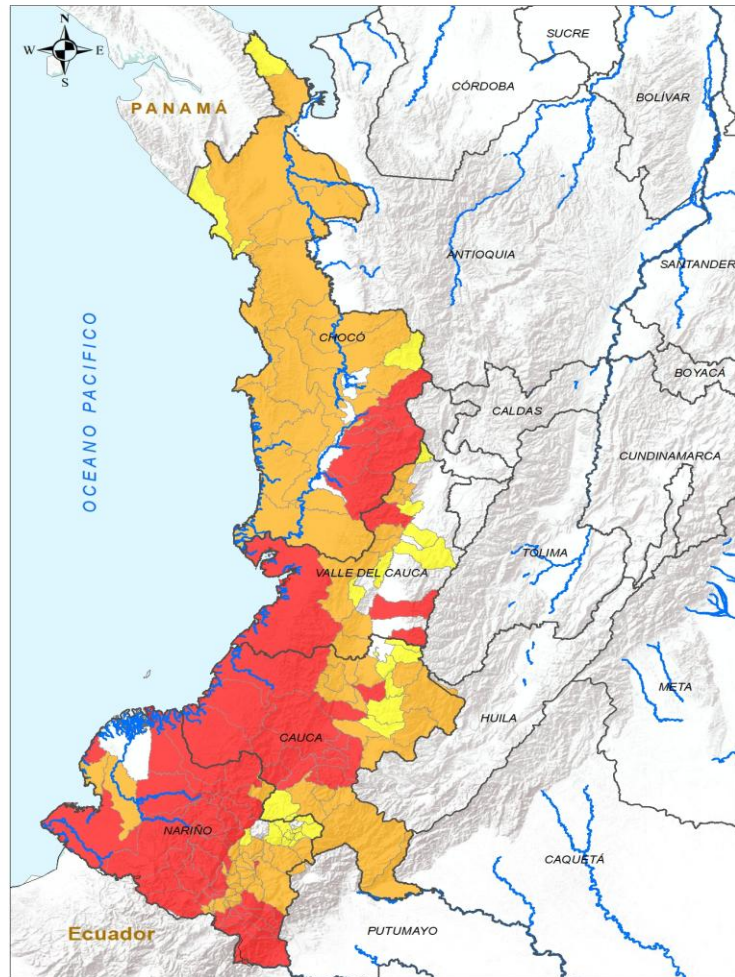 N
W E
S
SUCRE
CÓRDOBA
BOLÍVAR
PANAMÁ
ANTIOQUIA
SANTANDER
OCEANO PACIFICO
CHOCÓ
BOYACÁ
CALDAS
CUNDINAMARCA
TOLIMA
VALLE DEL CAUCA
META
HUILA
CAUCA
NARIÑO
CAQUETÁ
PUTUMAYO
Ecuador